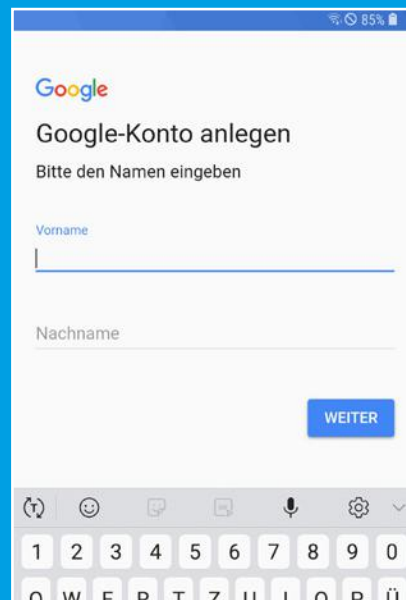 85%
Google
Google-Konto anlegen
Bitte den Namen eingeben
Vorname
Nachname
WEITER
1 2 3 4 5 6 7 8 9 0
Q W E R T Z U I O P Ü